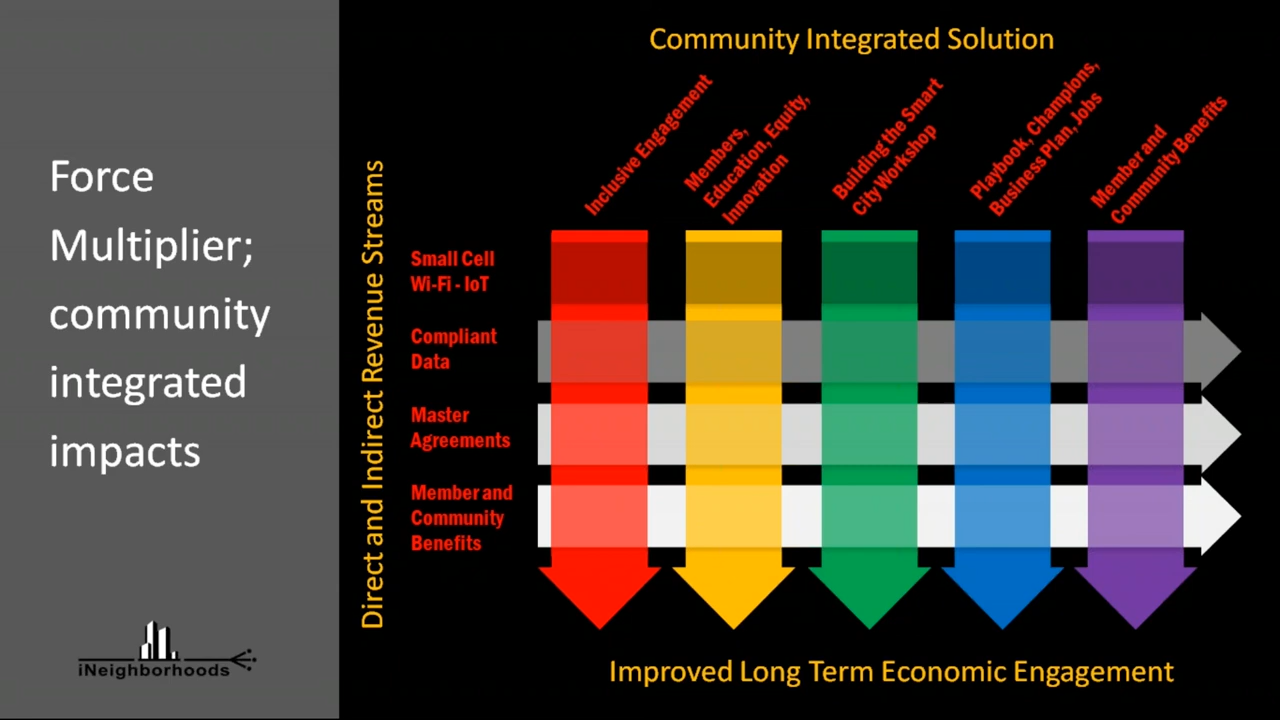 Force
Multiplier;
community
integrated
impacts
iNeighborhoods
Community Integrated Solution
Inclusive Engagement
Members,
Education, Equity,
Innovation
Building the Smart
City Workshop
Playbook, Champions,
Business Plan, Jobs
Member and
Community Benefits
Direct and Indirect Revenue Streams
Small Cell
Wi-Fi - IoT
Compliant
Data
Master
Agreements
Member and
Community
Benefits
Improved Long Term Economic Engagement